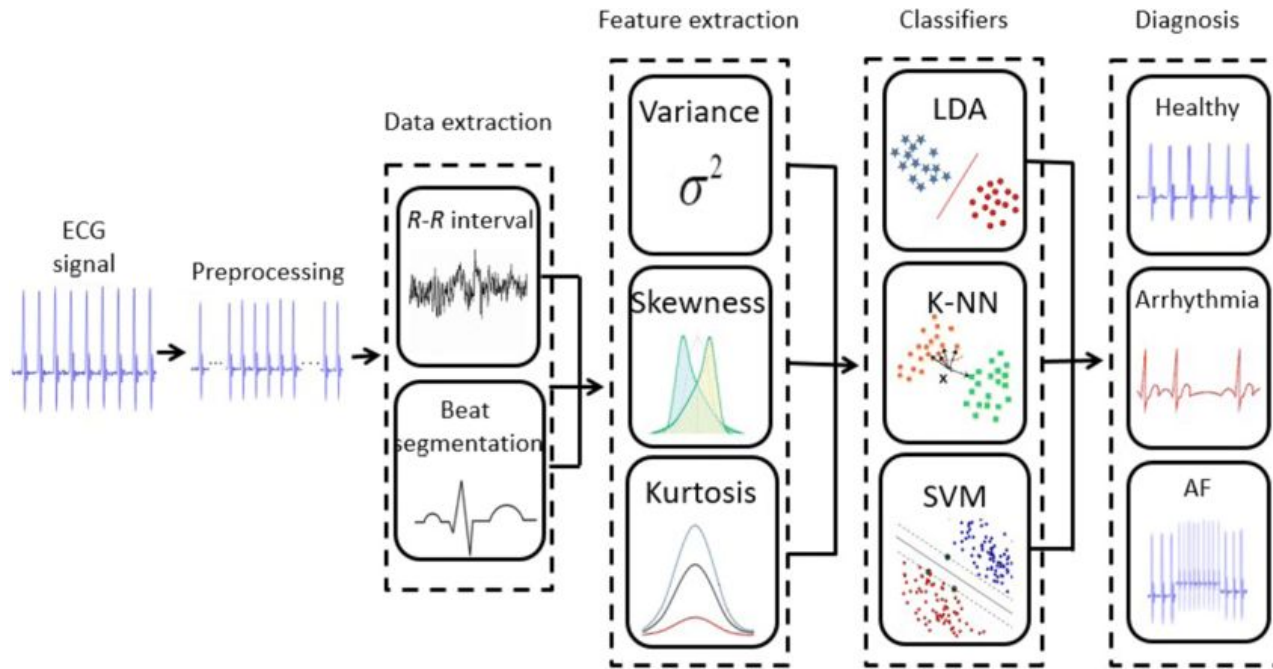 Feature extraction
Classifiers
Diagnosis
Data extraction
ECG
signal
Preprocessing
R-R interval
Beat
segmentation
Variance
σ²
Skewness
Kurtosis
LDA
K-NN
x
SVM
Healthy
Arrhythmia
AF